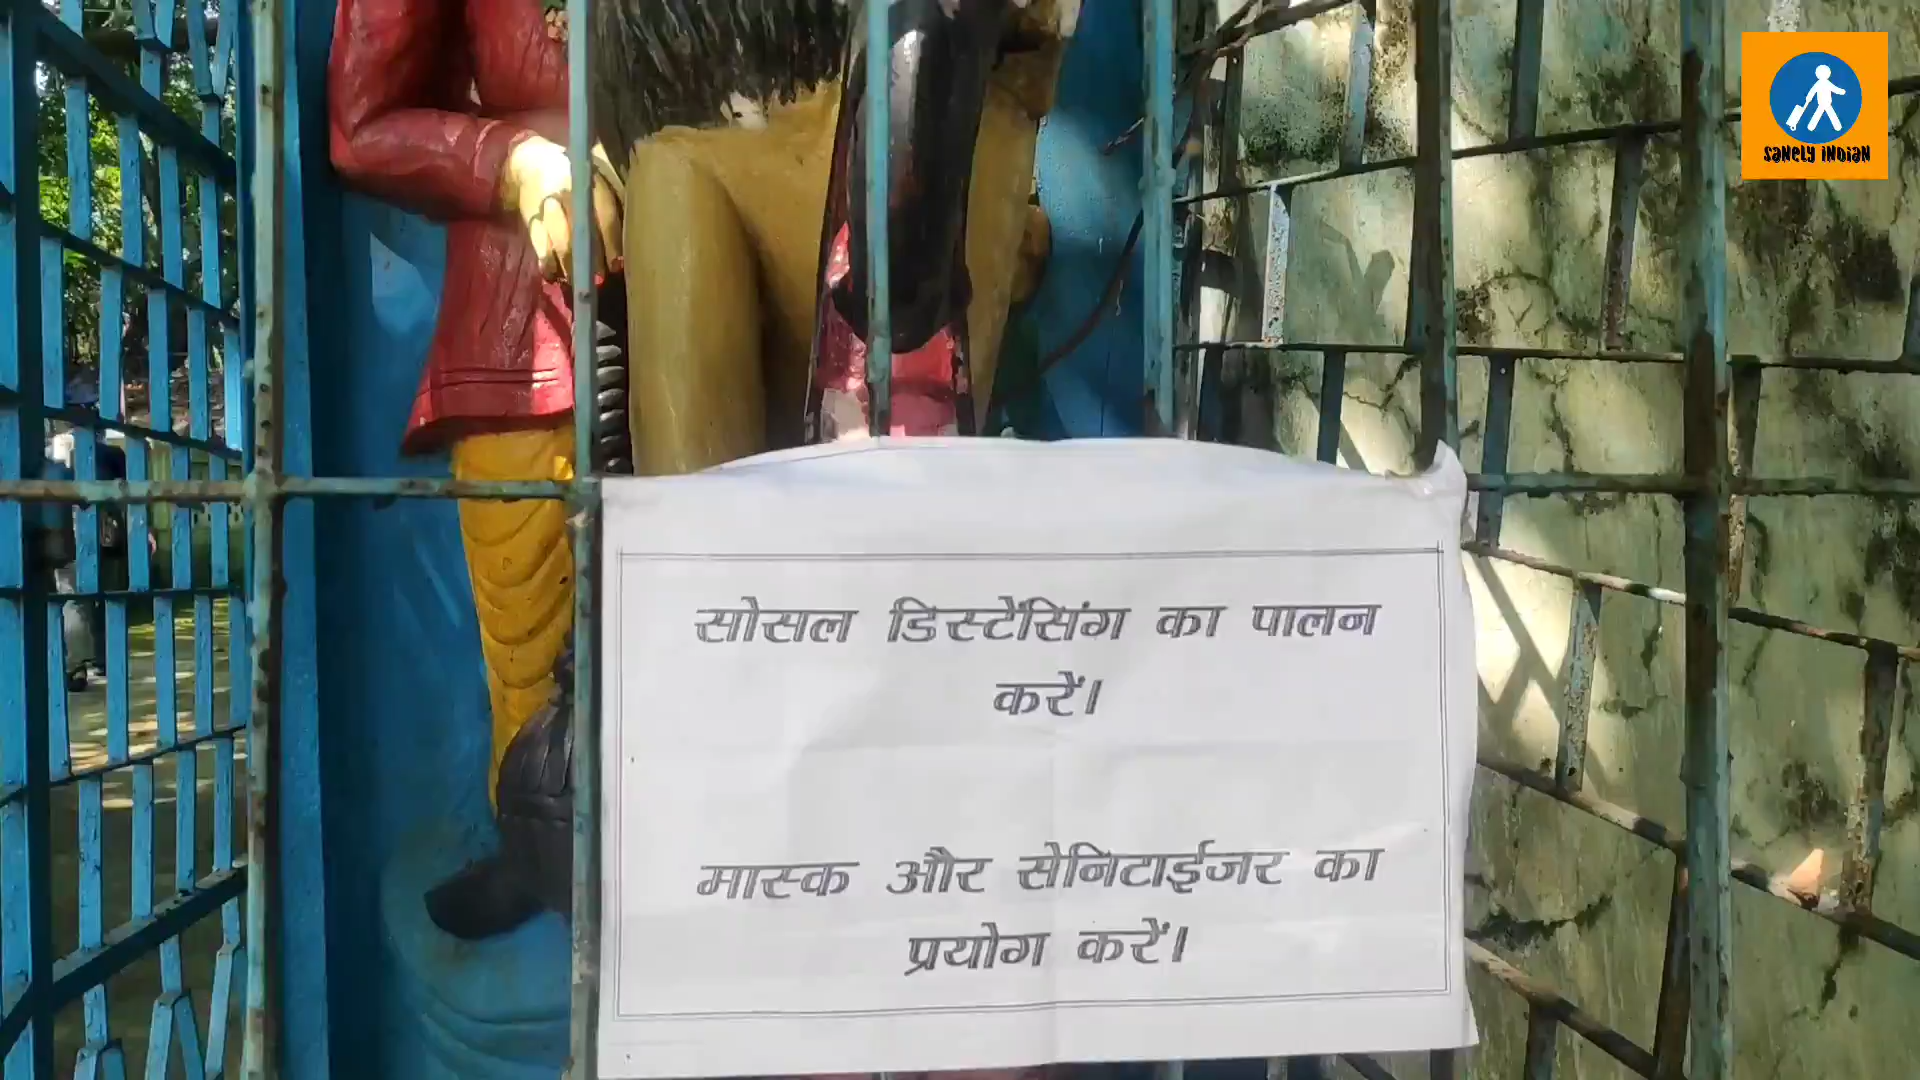 SANELY INDIAN
सोसल डिस्टेंसिंग का पालन
करें।
मास्क और सेनिटाईजर का
प्रयोग करें।